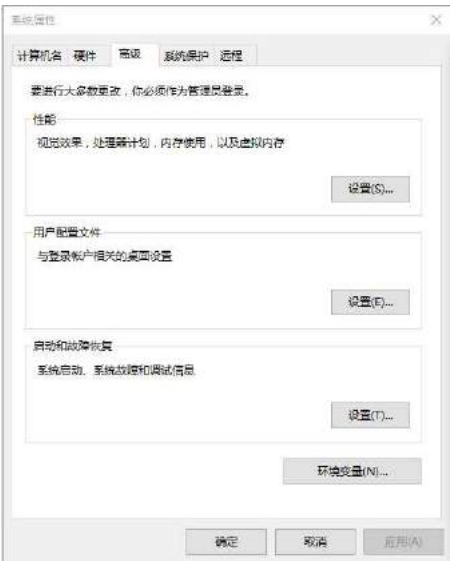 系统属性
计算机名 硬件 高级 系统保护 远程
要进行大多数更改，你必须作为管理员登录。
性能
视觉效果，处理器计划，内存使用，以及虚拟内存
设置(S)...
用户配置文件
与登录帐户相关的桌面设置
设置(E)...
启动和故障恢复
系统启动、系统故障和调试信息
设置(T)...
环境变量(N)...
确定 取消 应用(A)